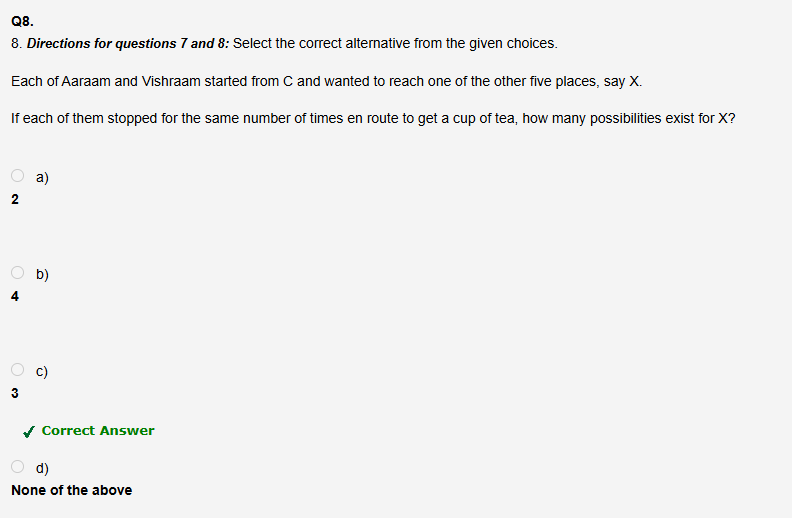 Q8.
8. Directions for questions 7 and 8: Select the correct alternative from the given choices.
Each of Aaraam and Vishraam started from C and wanted to reach one of the other five places, say X.
If each of them stopped for the same number of times en route to get a cup of tea, how many possibilities exist for X?
a)
2
b)
4
c)
3
✓ Correct Answer
d)
None of the above